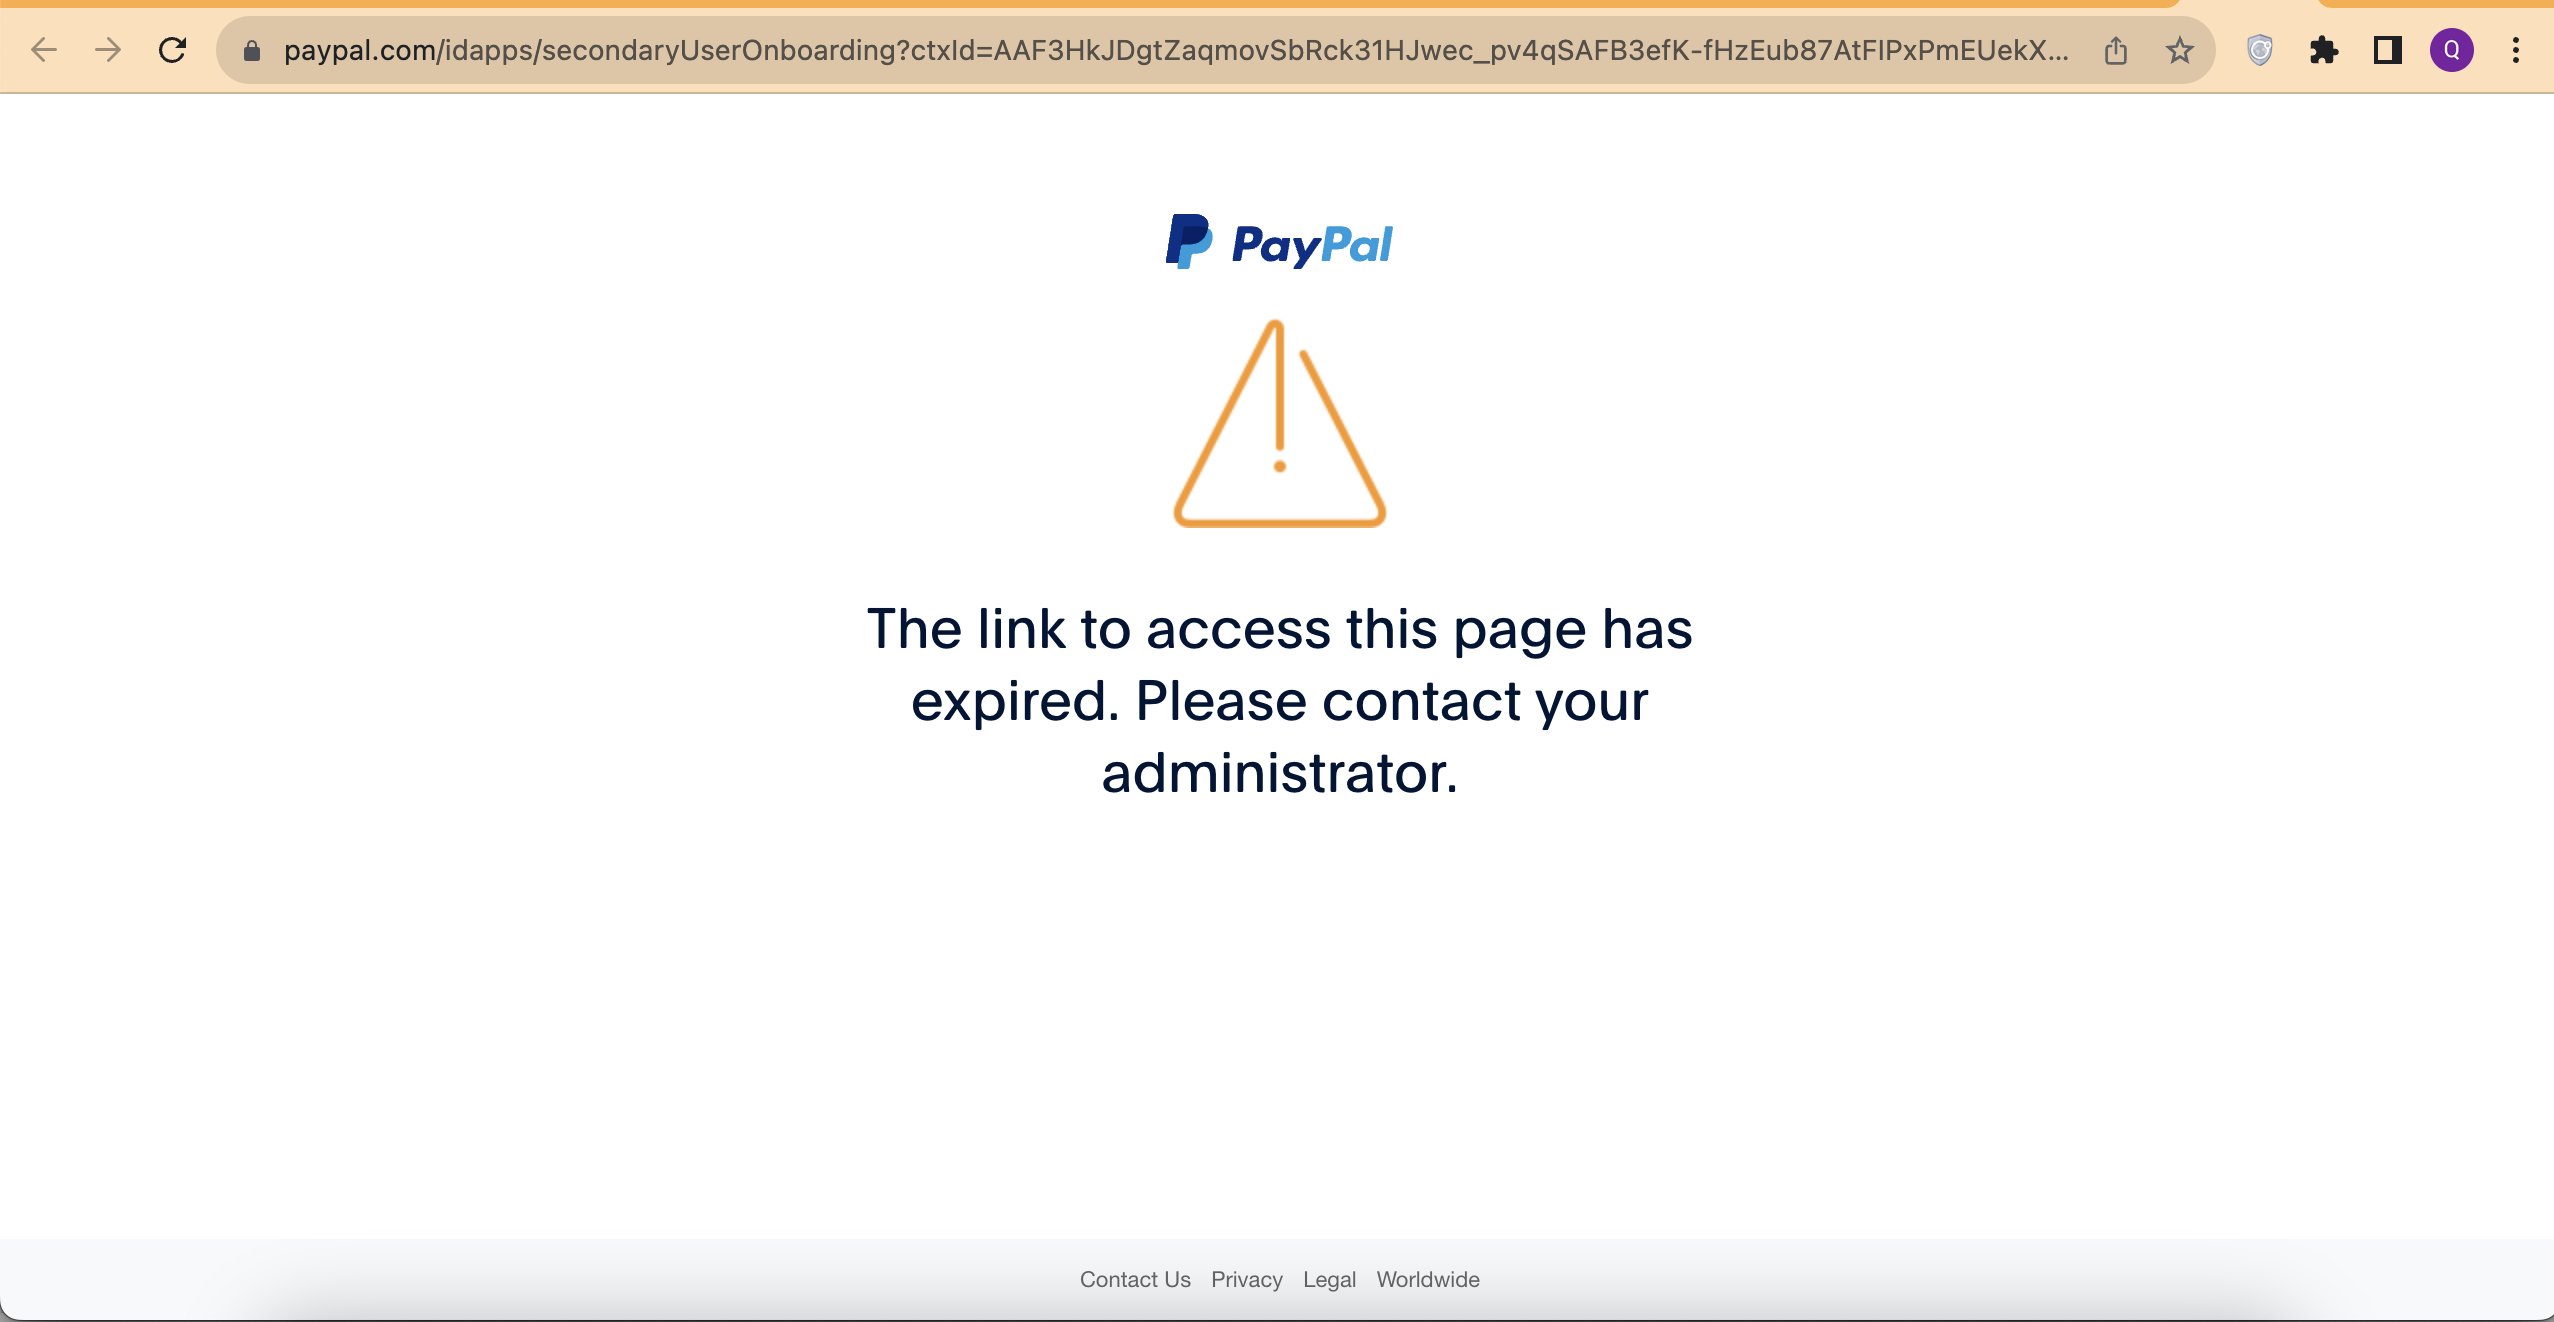 paypal.com/idapps/secondaryUserOnboarding?ctxId=AAF3HkJDgtZaqmovSbRck31HJwec_pv4qSAFB3efK-fHzEub87AtFIPxPmEUekX...
Q
PayPal
The link to access this page has
expired. Please contact your
administrator.
Contact Us Privacy Legal Worldwide